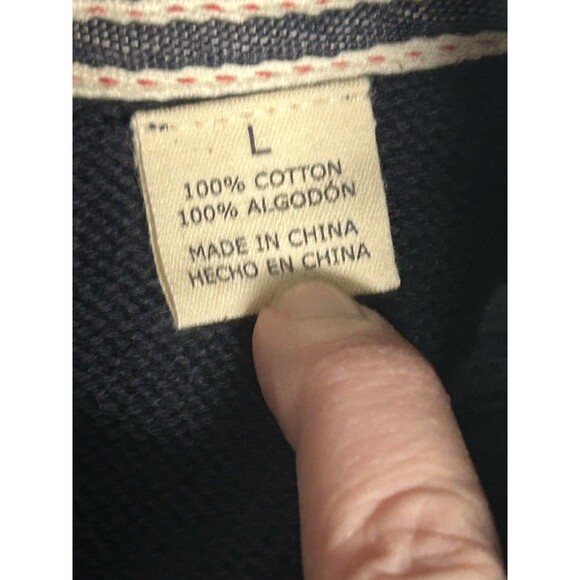 L
100% COTTON
100% ALGODÓN
MADE IN CHINA
HECHO EN CHINA